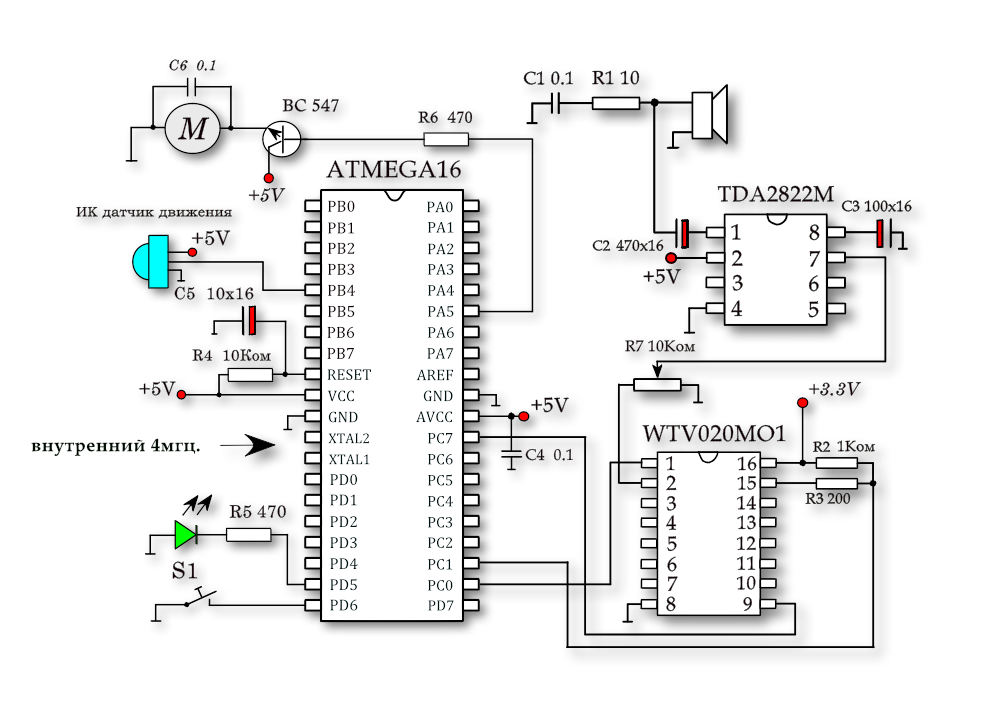 C6 0.1
M
BC 547
+5V
R6 470
C1 0.1
R1 10
ATMEGA16
PB0
PB1
PB2
PB3
PB4
PB5
PB6
PB7
RESET
VCC
GND
XTAL2
XTAL1
PD0
PD1
PD2
PD3
PD4
PD5
PD6
PA0
PA1
PA2
PA3
PA4
PA5
PA6
PA7
AREF
GND
AVCC
PC7
PC6
PC5
PC4
PC3
PC2
PC1
PC0
PD7
ИК датчик движения
+5V
C5 10x16
R4 10Ком
+5V
внутренний 4мгц.
R5 470
S1
+5V
C4 0.1
TDA2822M
C3 100x16
C2 470x16
+5V
1
2
3
4
8
7
6
5
R7 10Ком
+3.3V
WTV020MO1
R2 1Ком
R3 200
1
2
3
4
5
6
7
8
16
15
14
13
12
11
10
9